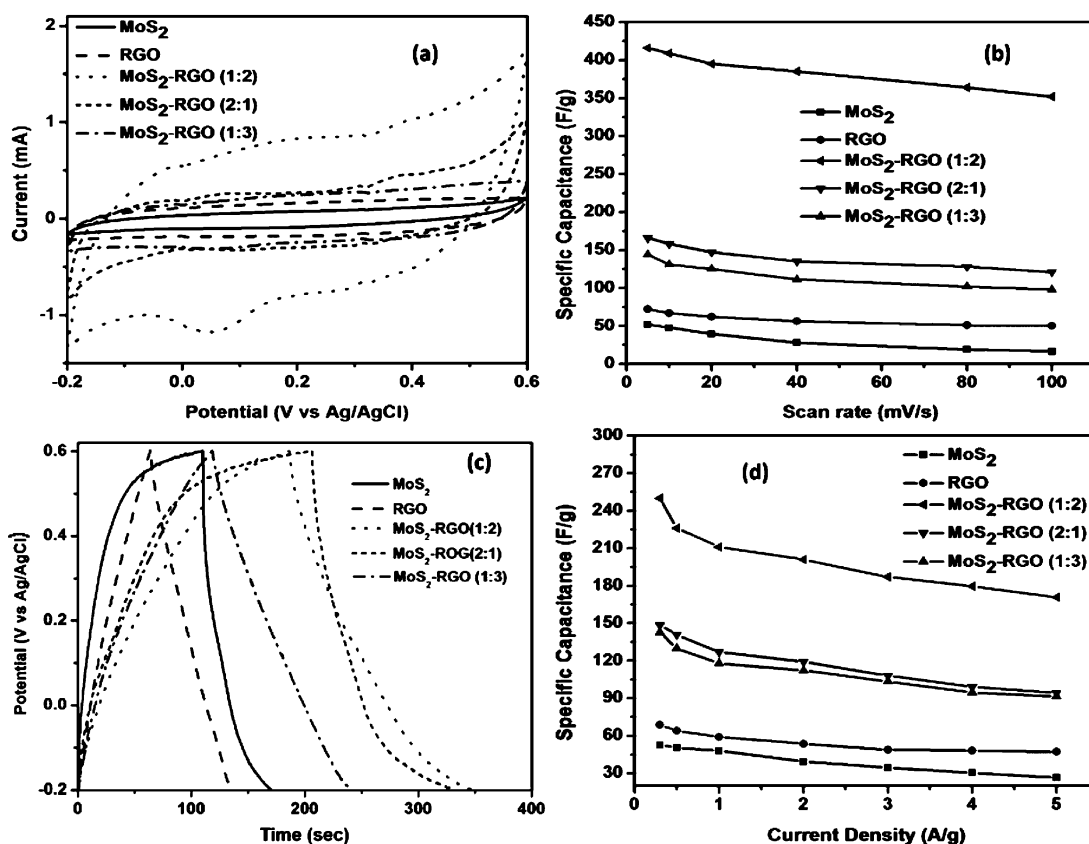 (a)
MoS2
RGO
MoS2-RGO (1:2)
MoS2-RGO (2:1)
MoS2-RGO (1:3)
2
1
0
-1
Current (mA)
-0.2 0.0 0.2 0.4 0.6
Potential (V vs Ag/AgCl)
(b)
MoS2
RGO
MoS2-RGO (1:2)
MoS2-RGO (2:1)
MoS2-RGO (1:3)
450
400
350
300
250
200
150
100
50
0
Specific Capacitance (F/g)
0 20 40 60 80 100
Scan rate (mV/s)
(c)
MoS2
RGO
MoS2-RGO(1:2)
MoS2-ROG(2:1)
MoS2-RGO (1:3)
0.6
0.4
0.2
0.0
-0.2
Potential (V vs Ag/AgCl)
0 100 200 300 400
Time (sec)
(d)
MoS2
RGO
MoS2-RGO (1:2)
MoS2-RGO (2:1)
MoS2-RGO (1:3)
300
270
240
210
180
150
120
90
60
30
Specific Capacitance (F/g)
0 1 2 3 4 5
Current Density (A/g)